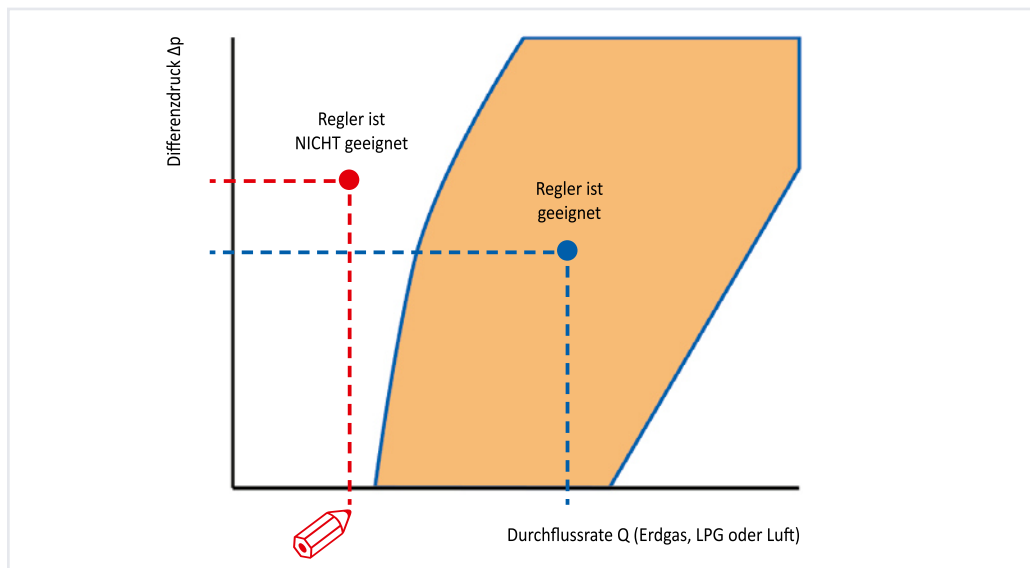 Differenzdruck Δp
Regler ist
NICHT geeignet
Regler ist
geeignet
Durchflussrate Q (Erdgas, LPG oder Luft)